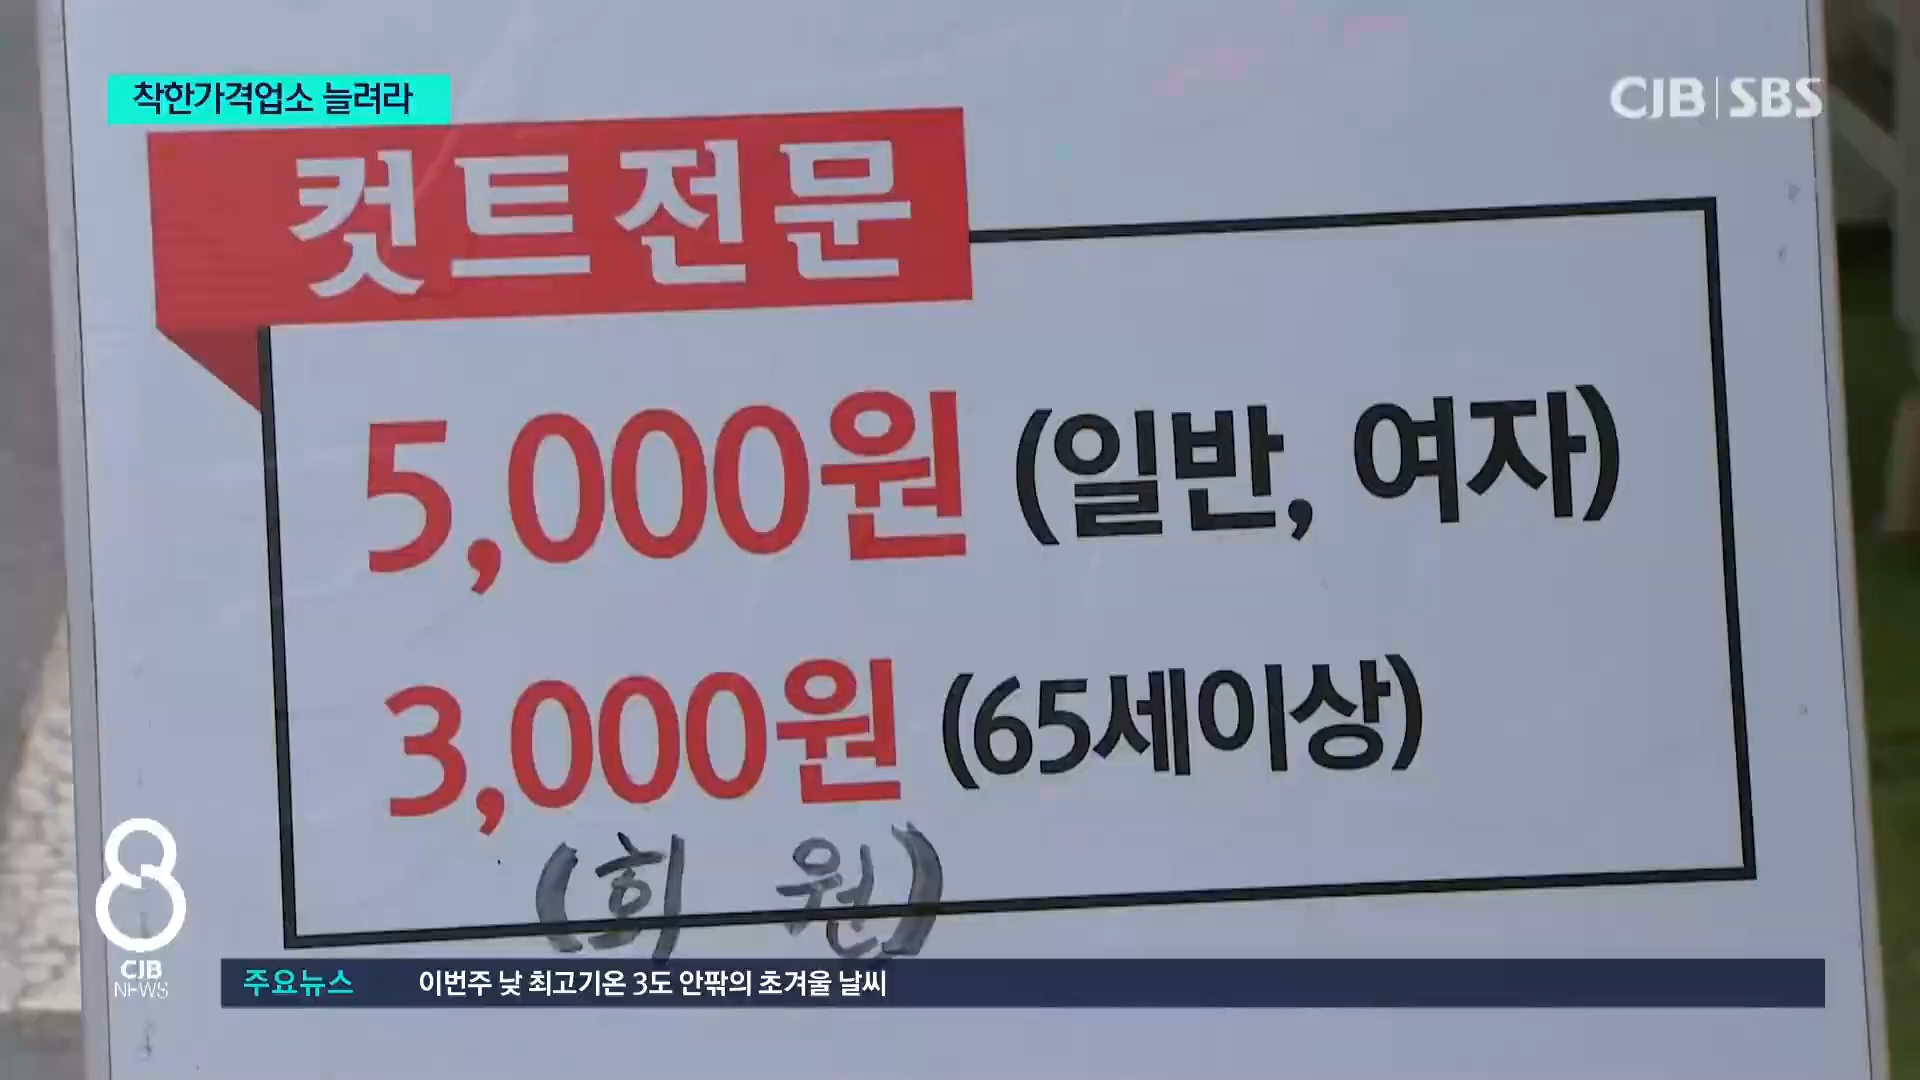 착한가격업소 늘려라
CJB SBS
컷트전문
5,000원 (일반, 여자)
3,000원 (65세이상)
(회 원)
8
CJB
NEWS
주요뉴스 이번주 낮 최고기온 3도 안팎의 초겨울 날씨